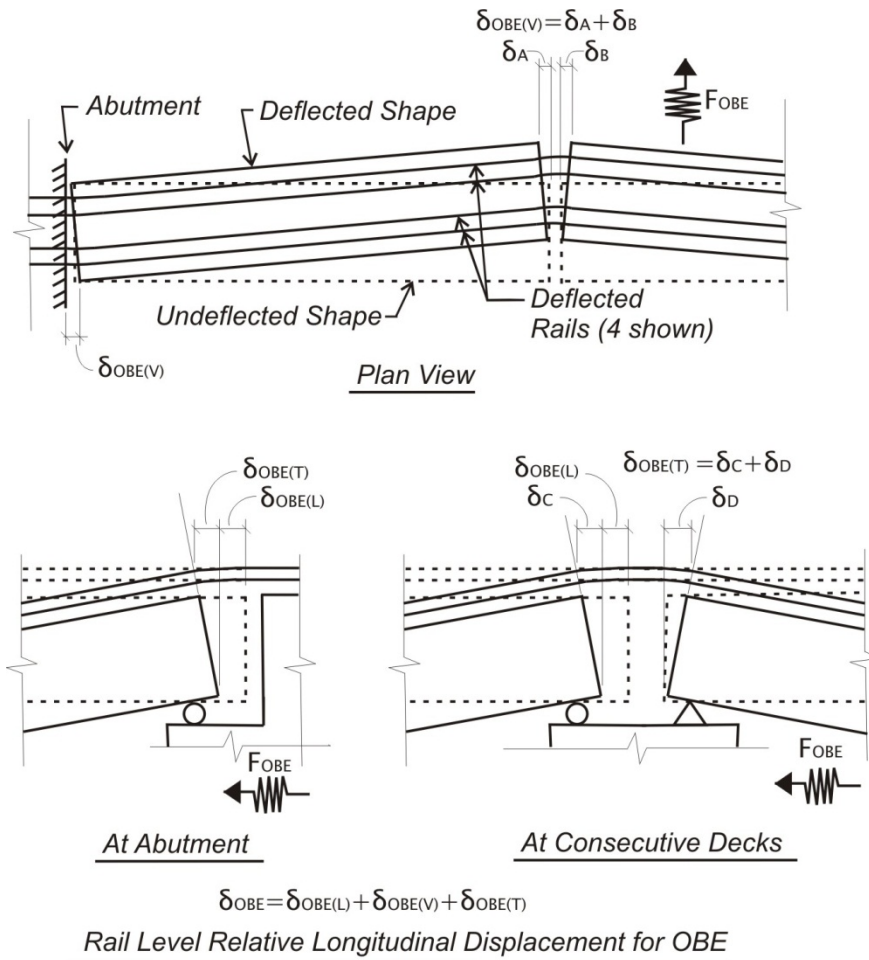 δOBE(V)=δA+δB
δA δB
Abutment
Deflected Shape
FOBE
Undeflected Shape
Deflected
Rails (4 shown)
δOBE(V)
Plan View
δOBE(T)
δOBE(L)
FOBE
At Abutment
δOBE(L) δOBE(T) =δC+δD
δC δD
FOBE
At Consecutive Decks
δOBE=δOBE(L)+δOBE(V)+δOBE(T)
Rail Level Relative Longitudinal Displacement for OBE